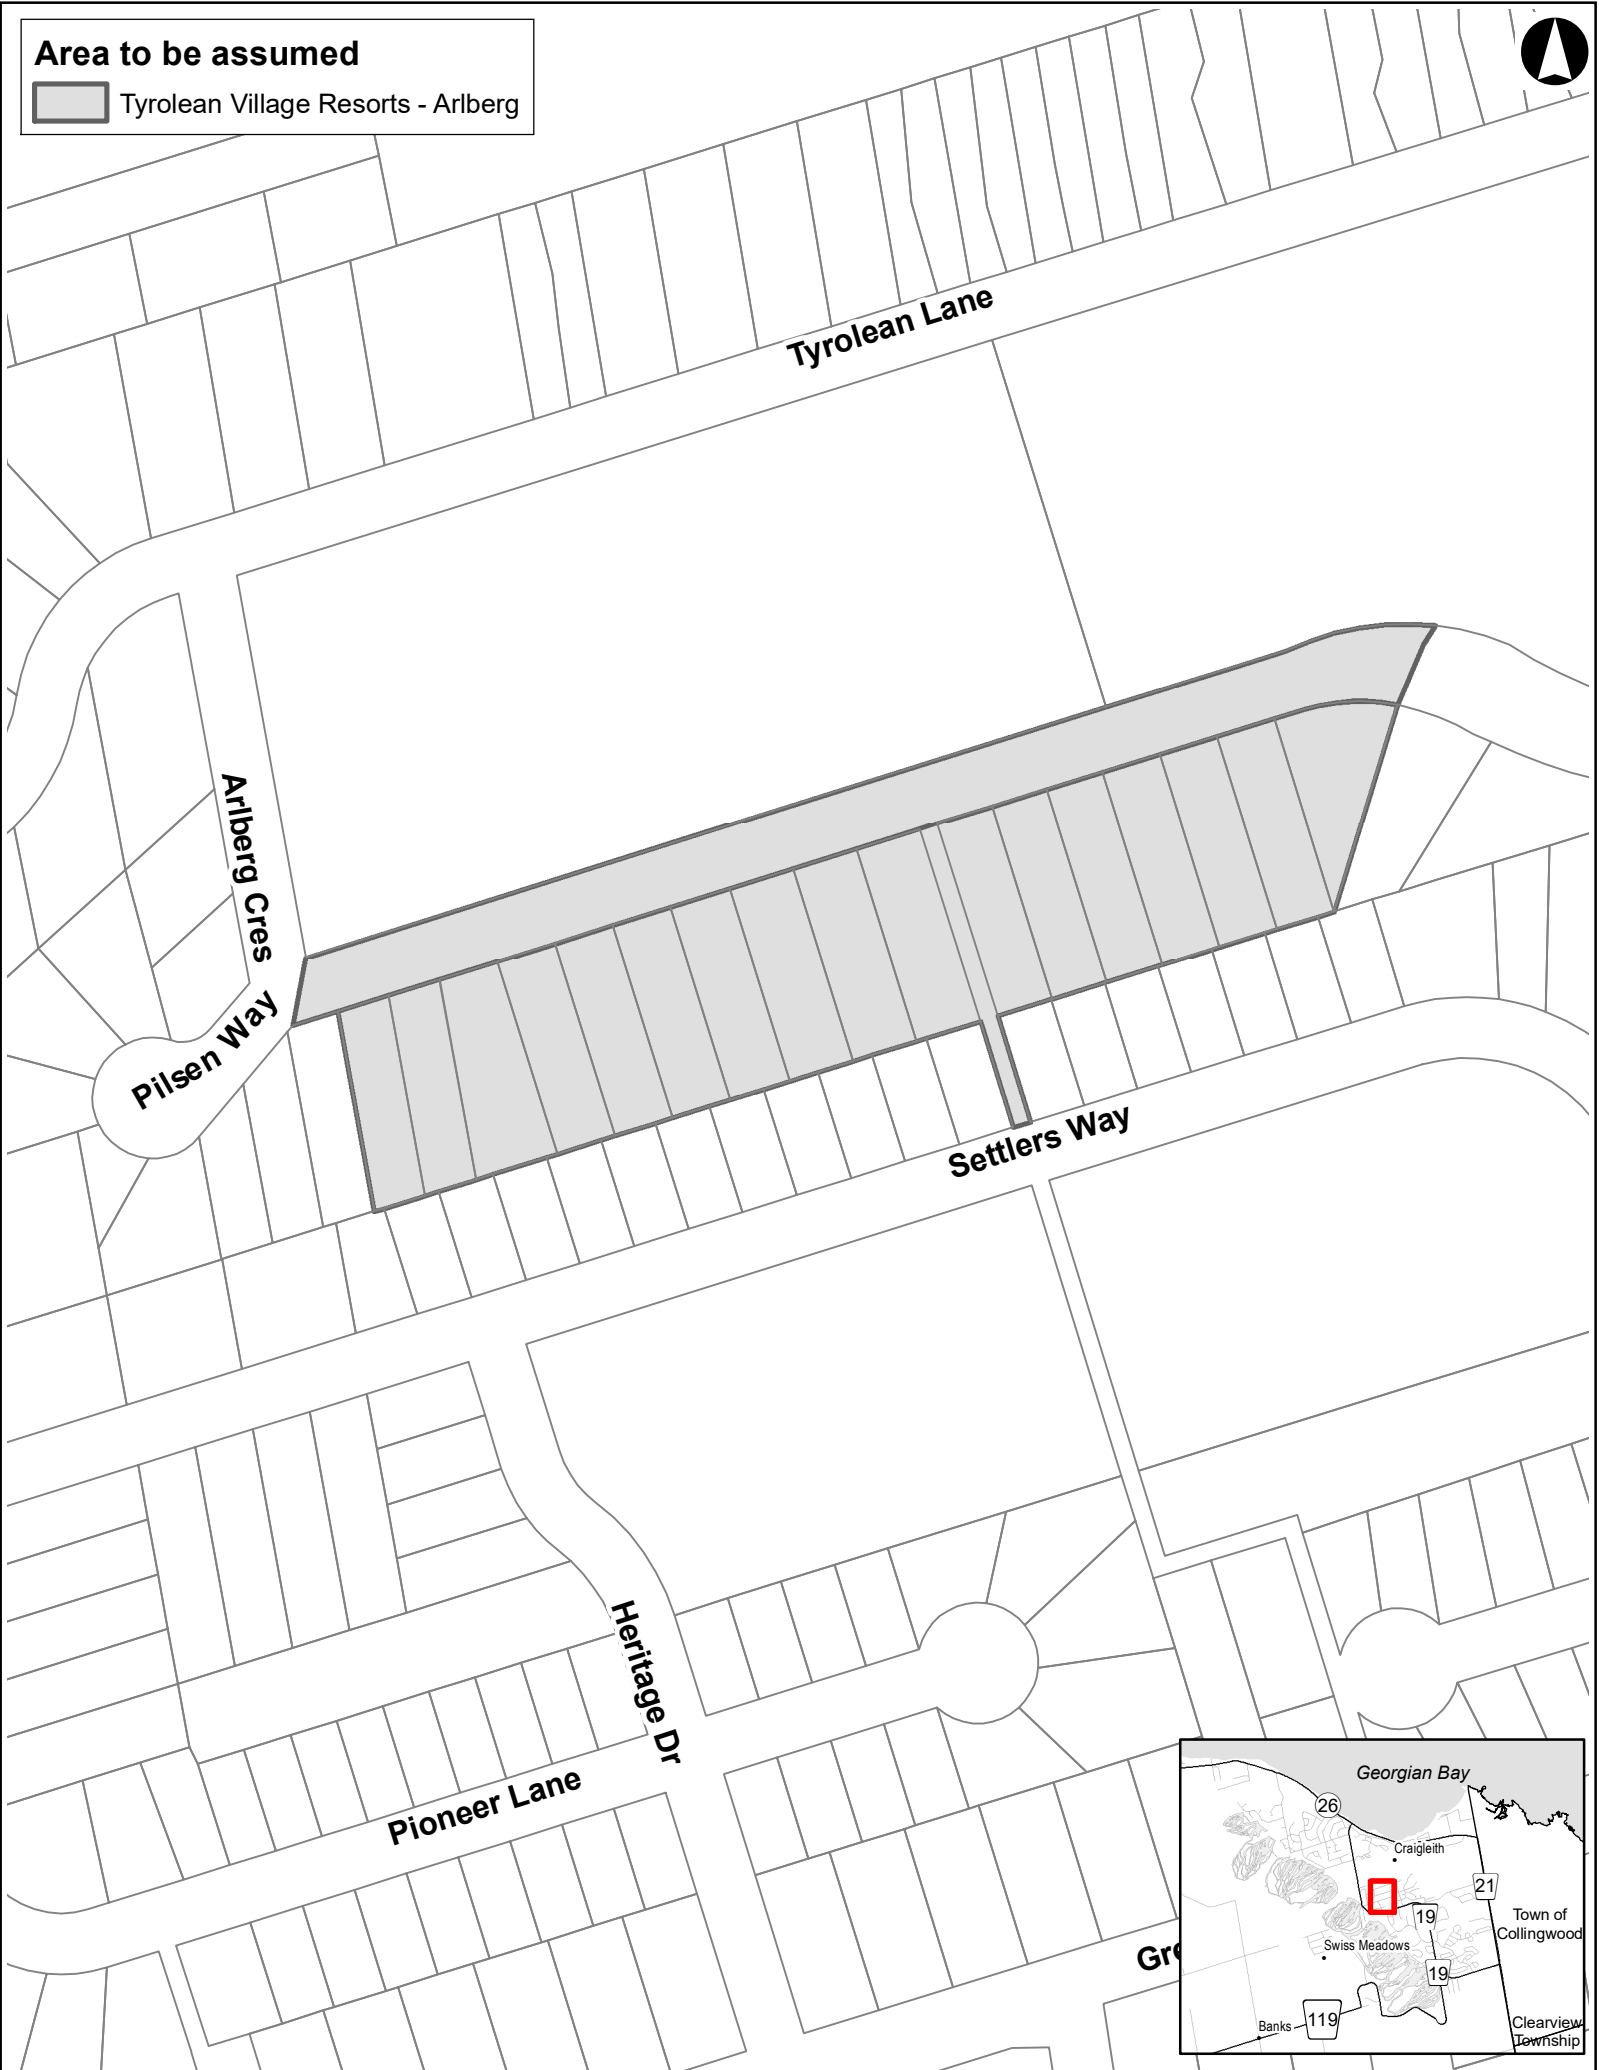 Area to be assumed
Tyrolean Village Resorts - Arlberg
Tyrolean Lane
Arlberg Cres
Pilsen Way
Settlers Way
Heritage Dr
Pioneer Lane
Gre
Georgian Bay
26
Craigleith
21
19
Town of
Collingwood
Swiss Meadows
19
119
Banks
Clearview
Township